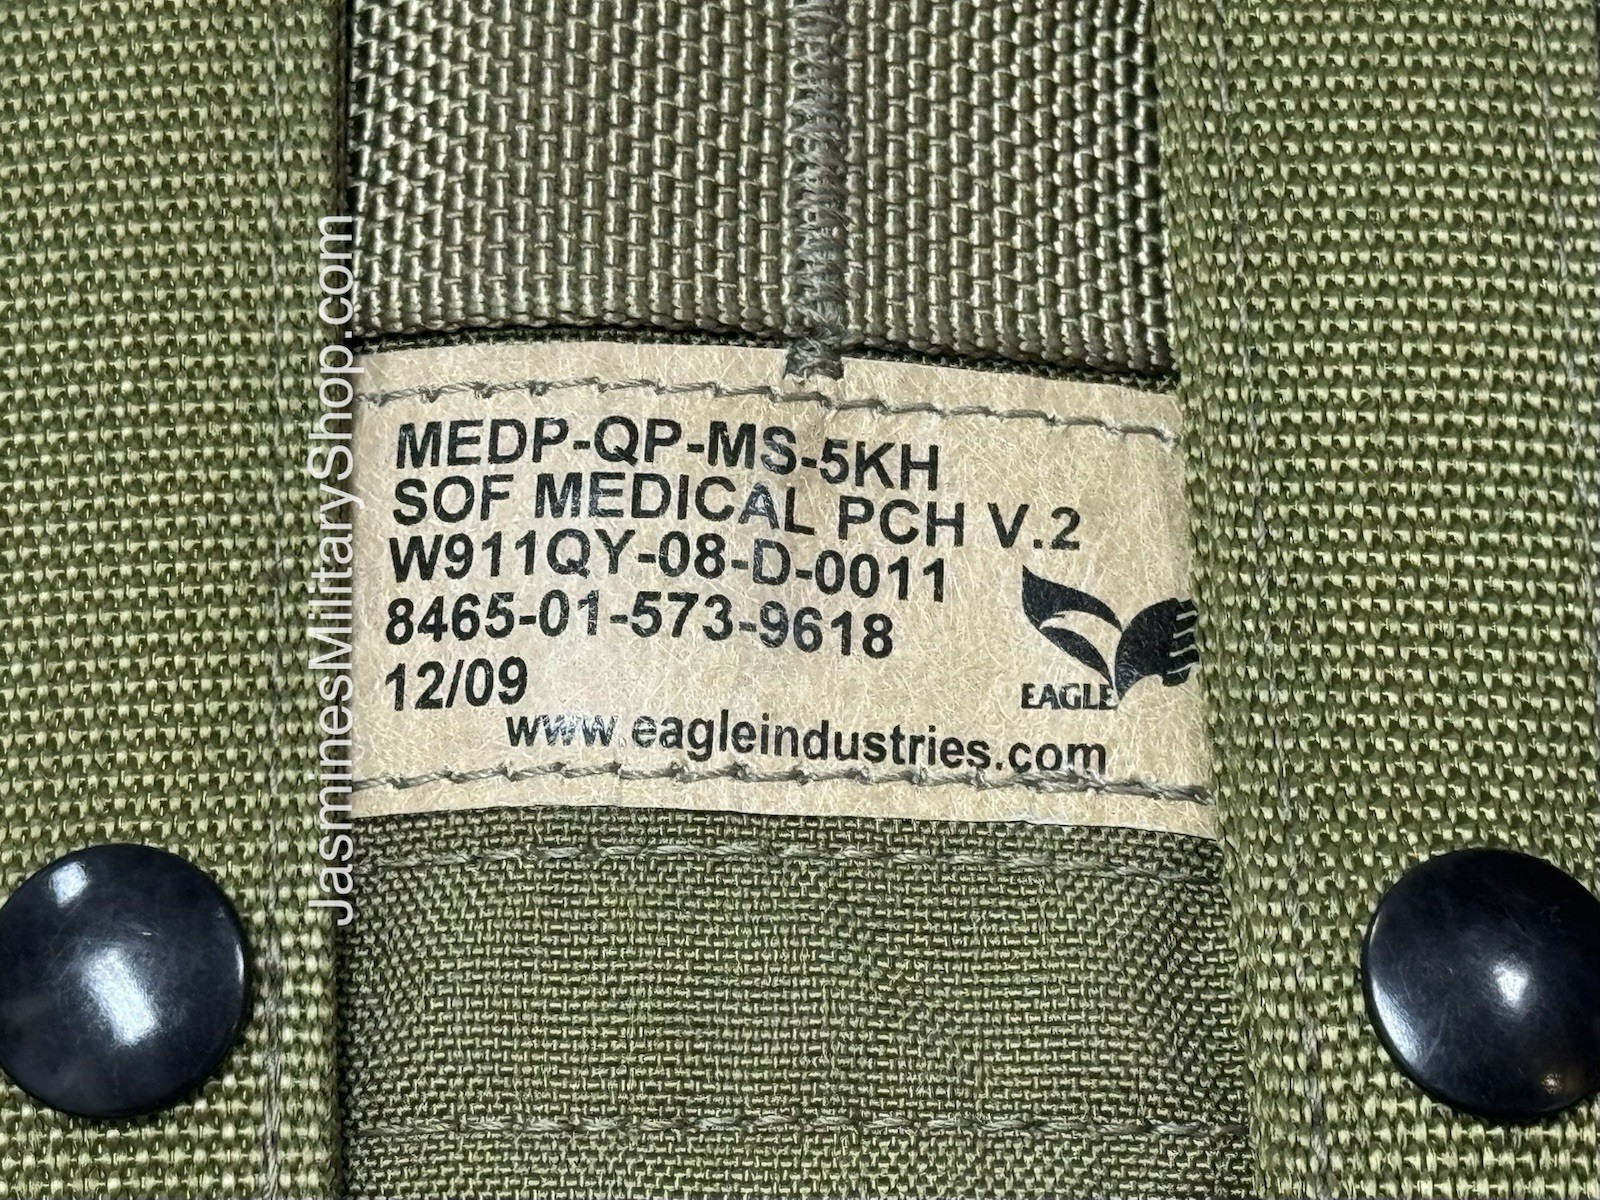 MEDP-QP-MS-5KH
SOF MEDICAL PCH V.2
W911QY-08-D-0011
8465-01-573-9618
12/09
EAGLE
www.eagleindustries.com
JasminesMilitaryShop.com